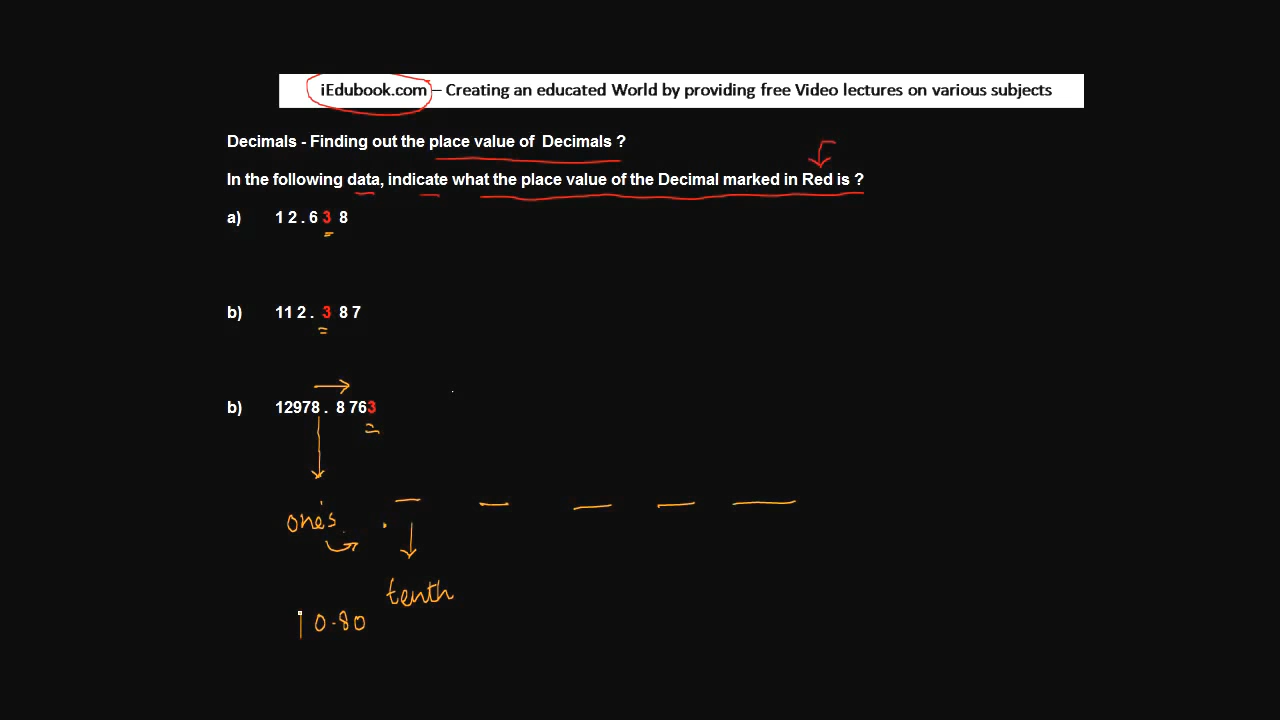 iEdubook.com – Creating an educated World by providing free Video lectures on various subjects
Decimals - Finding out the place value of Decimals ?
In the following data, indicate what the place value of the Decimal marked in Red is ?
a) 1 2 . 6 3 8
b) 11 2 . 3 8 7
b) 12978 . 8 763
one's .
tenth
10.80